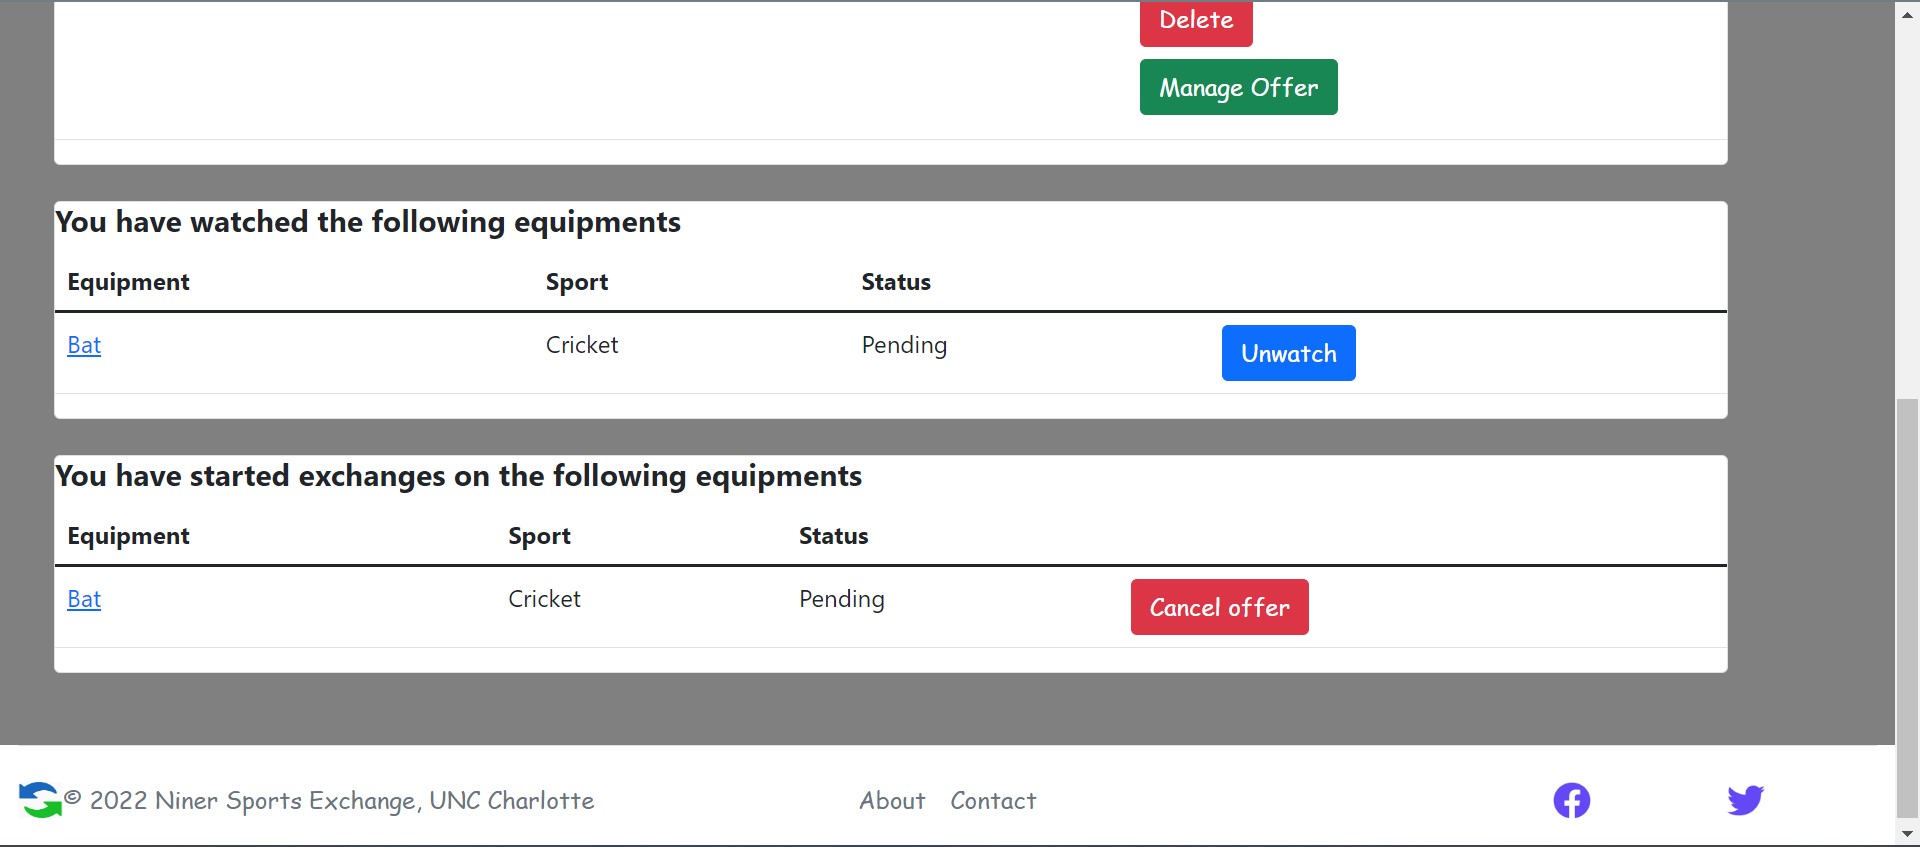 Delete
Manage Offer
You have watched the following equipments
Equipment Sport Status
Bat Cricket Pending Unwatch
You have started exchanges on the following equipments
Equipment Sport Status
Bat Cricket Pending Cancel offer
© 2022 Niner Sports Exchange, UNC Charlotte About Contact